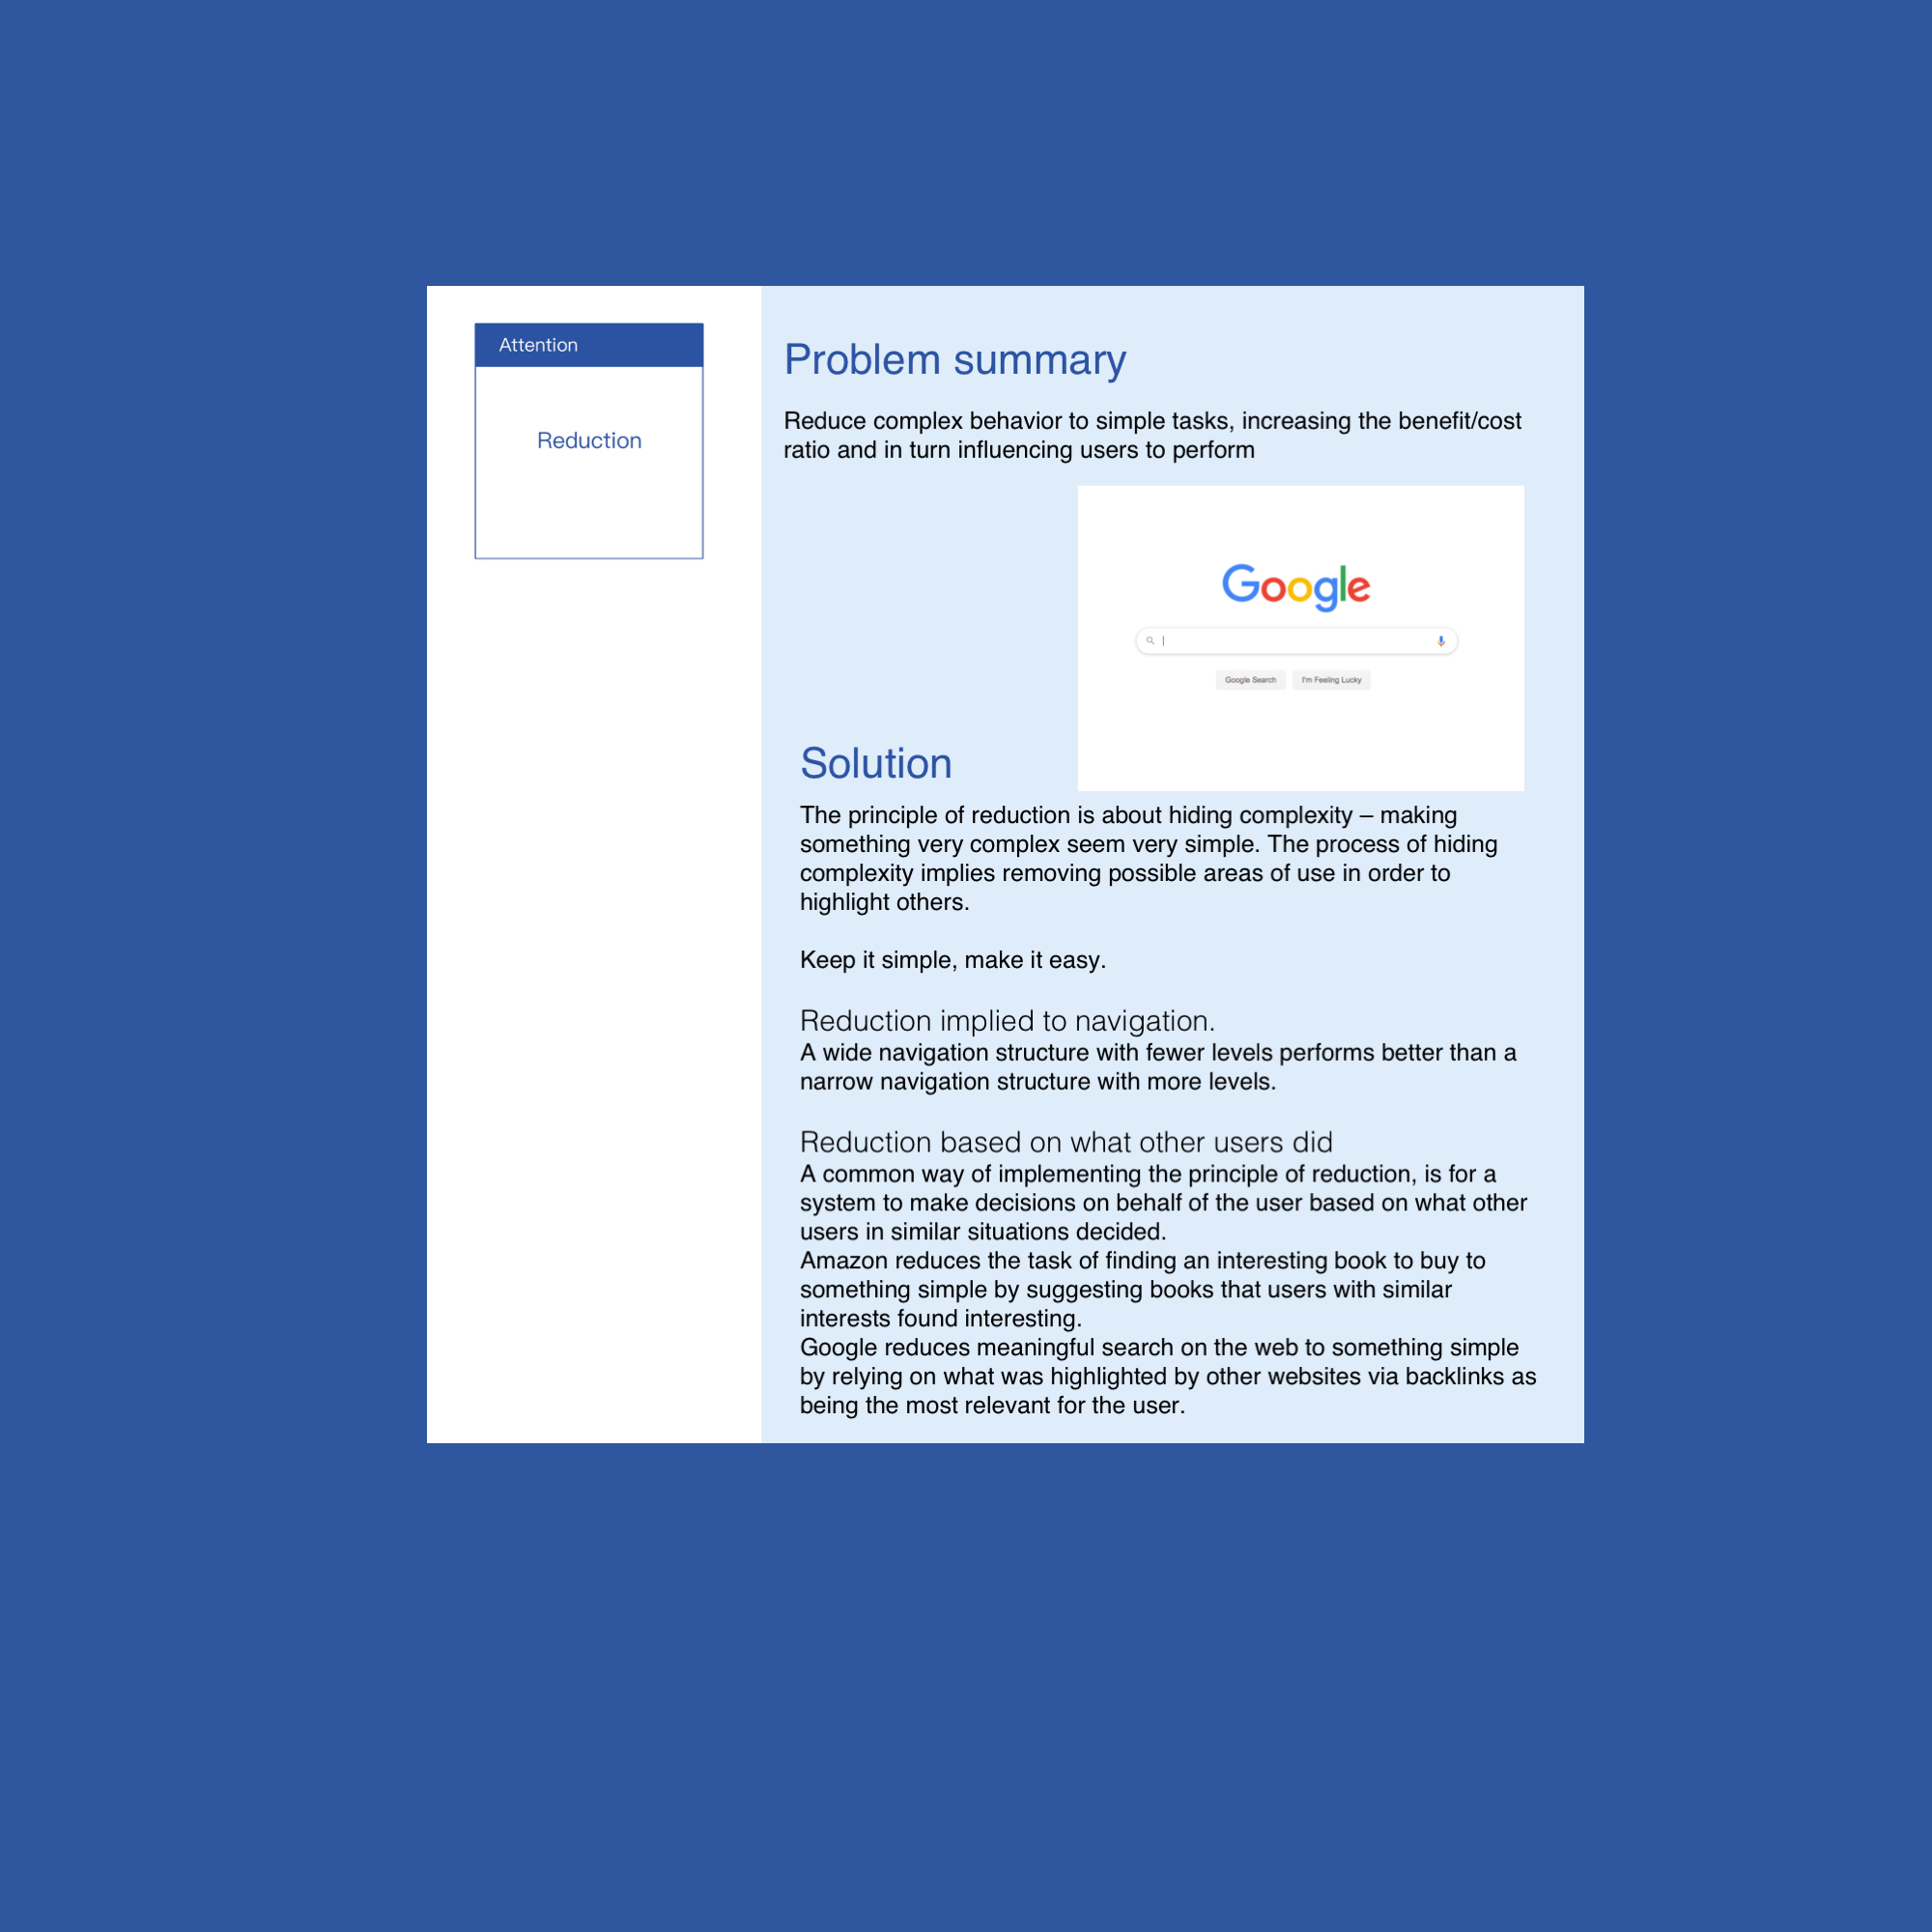 Attention
Reduction
Problem summary
Reduce complex behavior to simple tasks, increasing the benefit/cost
ratio and in turn influencing users to perform
Google
Google Search
I'm Feeling Lucky
Solution
The principle of reduction is about hiding complexity – making
something very complex seem very simple. The process of hiding
complexity implies removing possible areas of use in order to
highlight others.
Keep it simple, make it easy.
Reduction implied to navigation.
A wide navigation structure with fewer levels performs better than a
narrow navigation structure with more levels.
Reduction based on what other users did
A common way of implementing the principle of reduction, is for a
system to make decisions on behalf of the user based on what other
users in similar situations decided.
Amazon reduces the task of finding an interesting book to buy to
something simple by suggesting books that users with similar
interests found interesting.
Google reduces meaningful search on the web to something simple
by relying on what was highlighted by other websites via backlinks as
being the most relevant for the user.